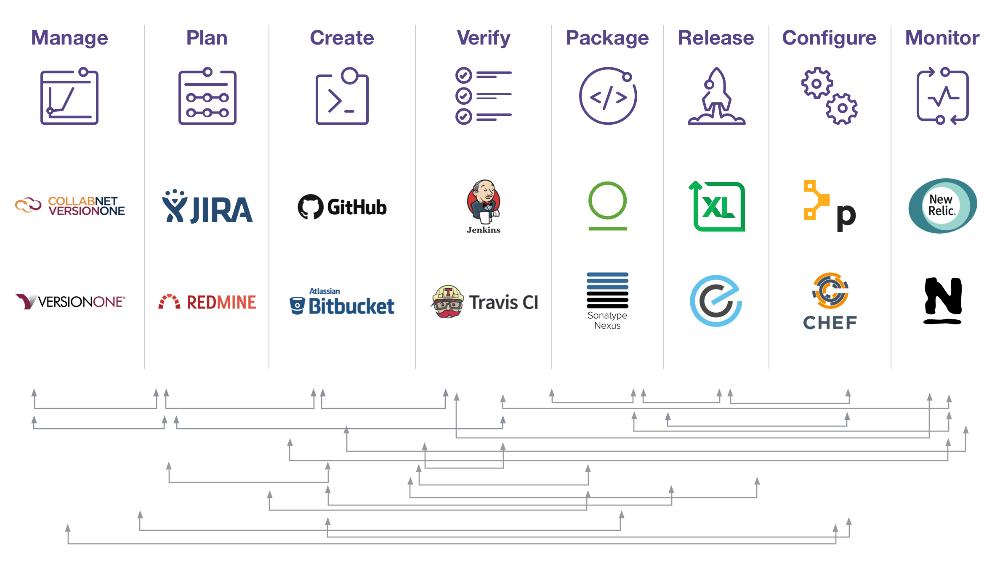 Manage
Plan
Create
Verify
Package
Release
Configure
Monitor
</>
COLLABNET
VERSIONONE
JIRA
GitHub
Jenkins
XL
p
New
Relic®
VERSIONONE®
REDMINE
Atlassian
Bitbucket
T
Travis CI
Sonatype
Nexus
CHEF
N